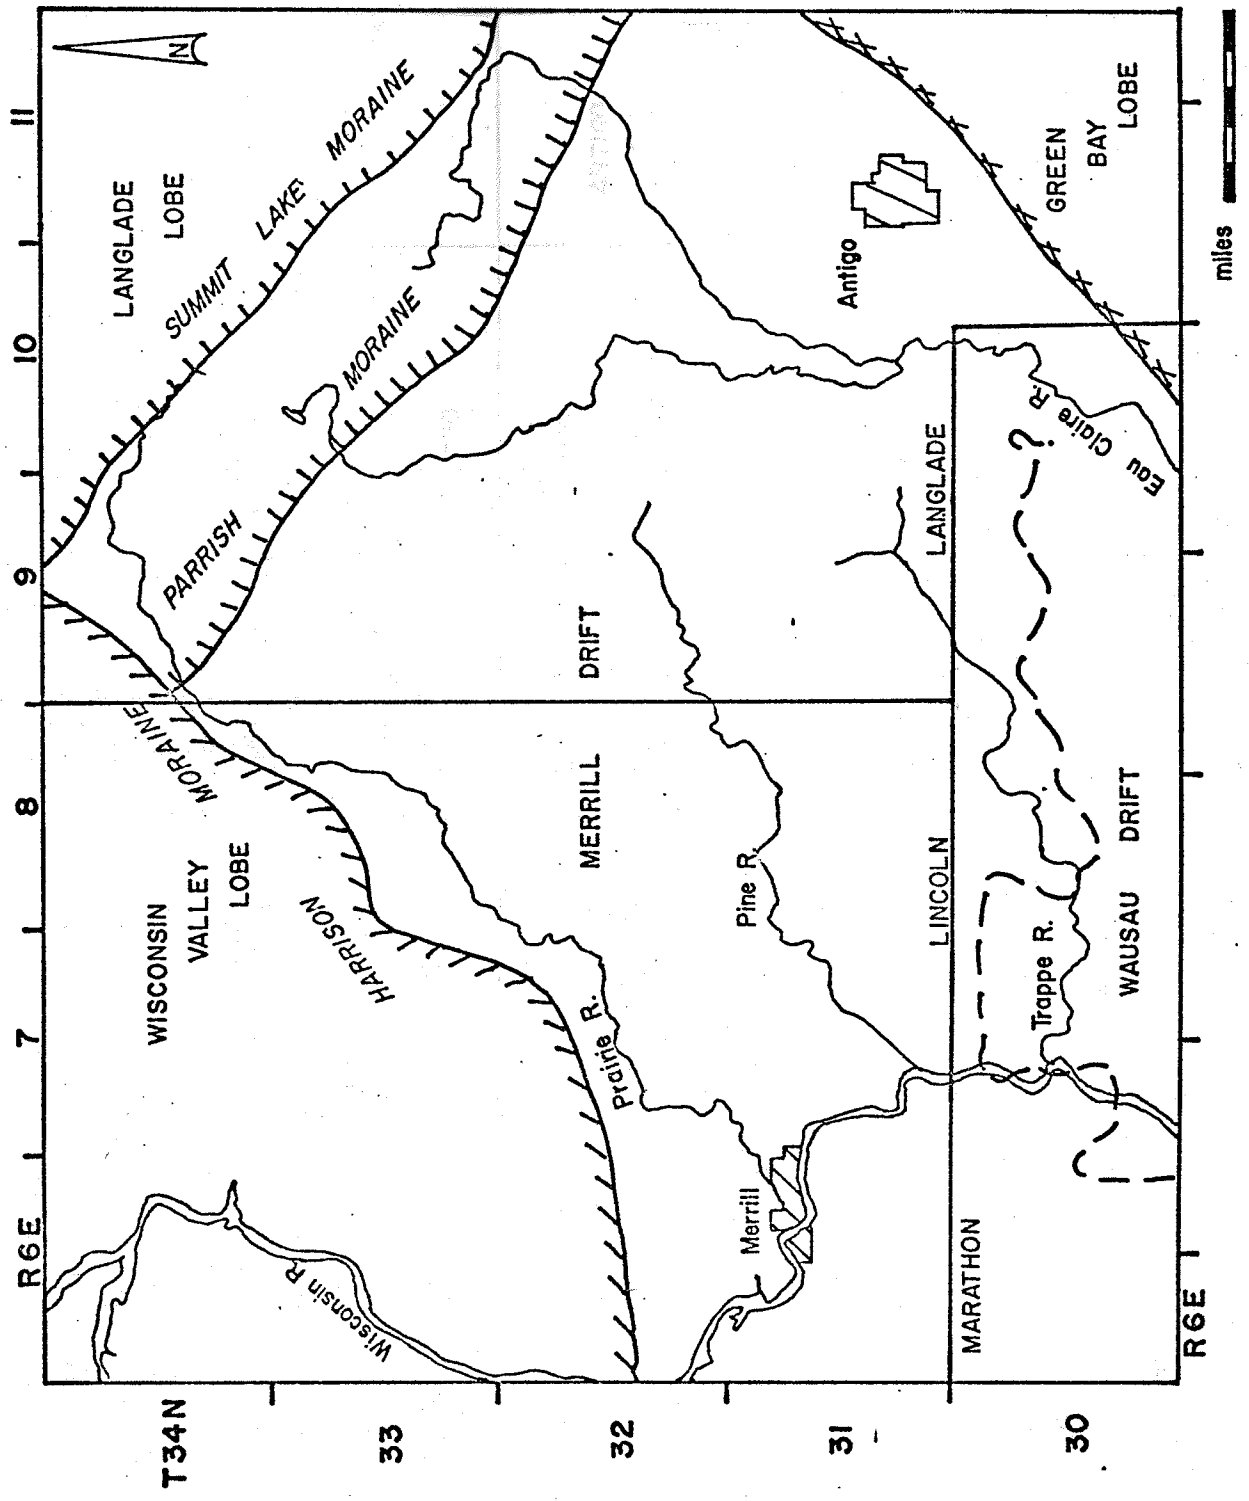 R6E 7 8 9 10 11
T34N
33
32
31
30
N
WISCONSIN
VALLEY
LOBE
LANGLADE
LOBE
SUMMIT LAKE MORAINE
PARRISH MORAINE
HARRISON MORAINE
Wisconsin R.
Prairie R.
MERRILL DRIFT
Merrill
Pine R.
Antigo
GREEN
BAY
LOBE
LINCOLN
LANGLADE
MARATHON
Trappe R.
?
Eau Claire R.
WAUSAU DRIFT
R6E
miles